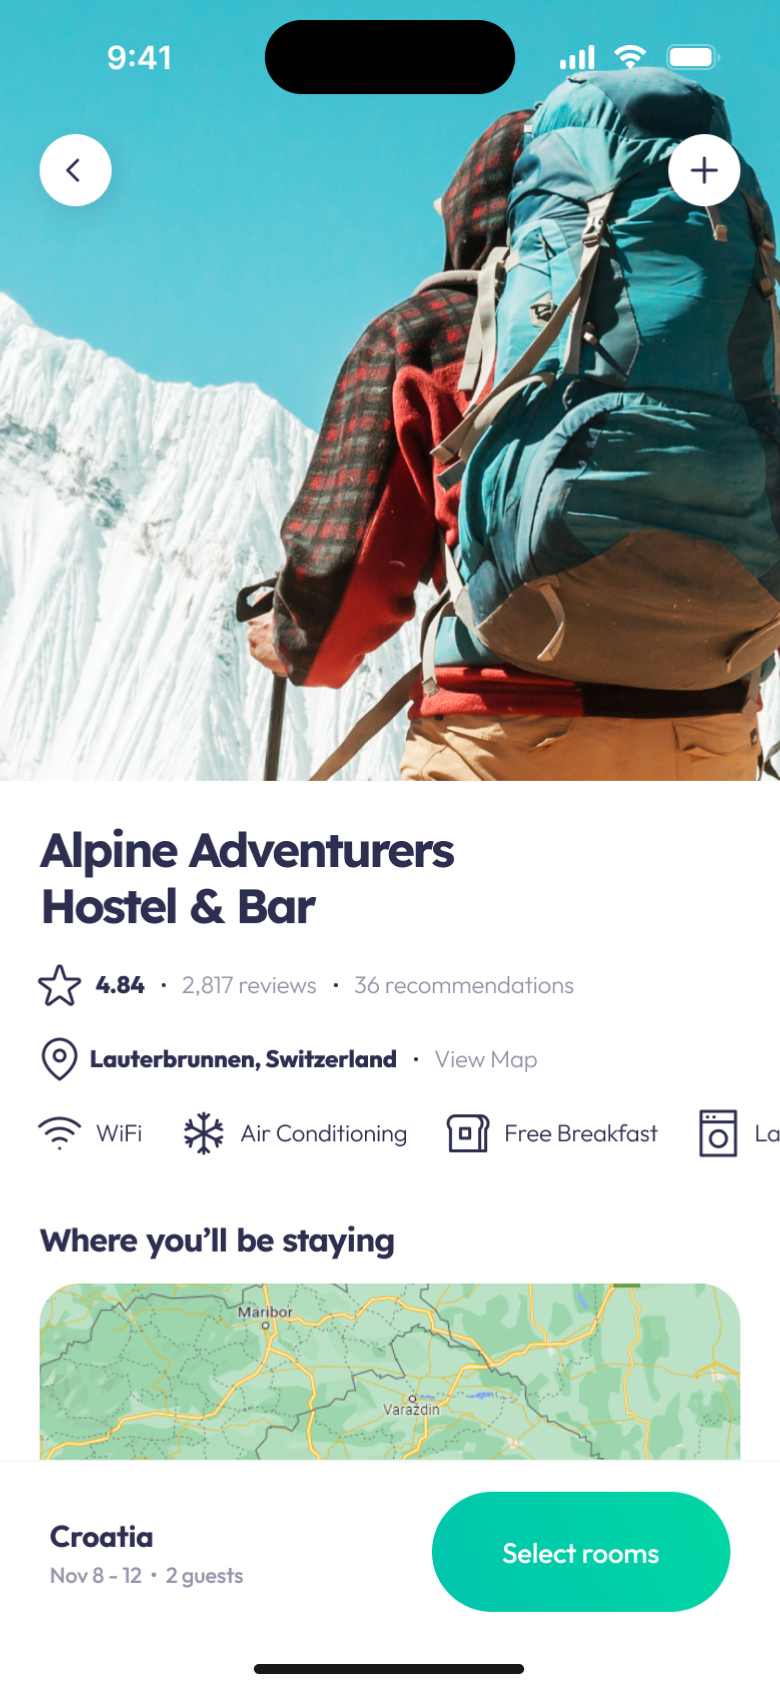 9:41
Alpine Adventurers
Hostel & Bar
4.84 • 2,817 reviews • 36 recommendations
Lauterbrunnen, Switzerland • View Map
WiFi Air Conditioning Free Breakfast La
Where you’ll be staying
Maribor
Varaždin
Croatia
Nov 8 - 12 • 2 guests
Select rooms